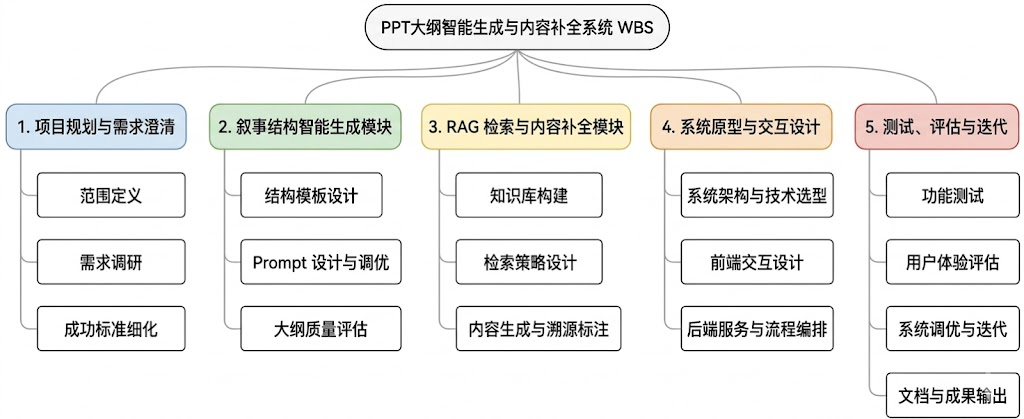 PPT大纲智能生成与内容补全系统 WBS
1. 项目规划与需求澄清
范围定义
需求调研
成功标准细化
2. 叙事结构智能生成模块
结构模板设计
Prompt 设计与调优
大纲质量评估
3. RAG 检索与内容补全模块
知识库构建
检索策略设计
内容生成与溯源标注
4. 系统原型与交互设计
系统架构与技术选型
前端交互设计
后端服务与流程编排
5. 测试、评估与迭代
功能测试
用户体验评估
系统调优与迭代
文档与成果输出